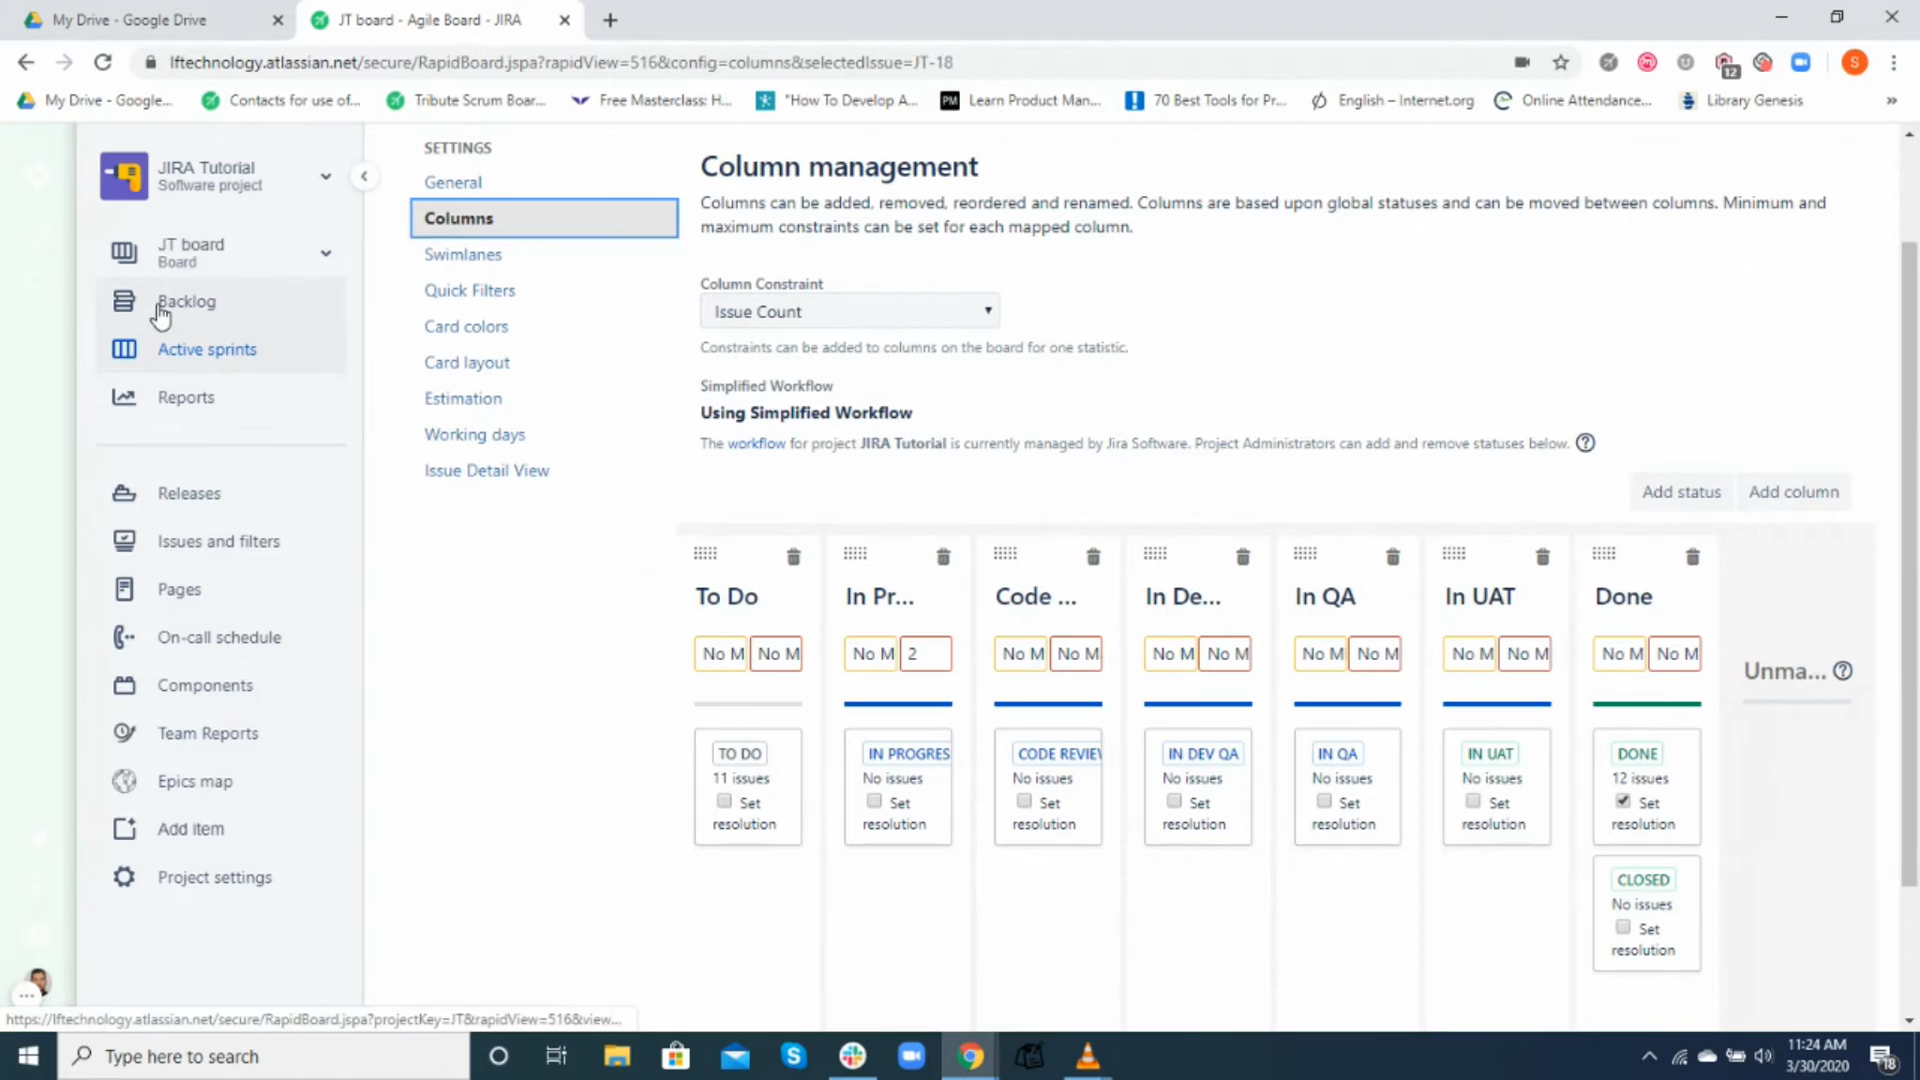 My Drive - Google Drive
JT board - Agile Board - JIRA
lftechnology.atlassian.net/secure/RapidBoard.jspa?rapidView=516&config=columns&selectedIssue=JT-18
12
S
My Drive - Google...
Contacts for use of...
Tribute Scrum Boar...
Free Masterclass: H...
"How To Develop A...
PM
Learn Product Man...
70 Best Tools for Pr...
English – Internet.org
Online Attendance...
Library Genesis
»
JIRA Tutorial
Software project
JT board
Board
Backlog
Active sprints
Reports
Releases
Issues and filters
Pages
On-call schedule
Components
Team Reports
Epics map
Add item
Project settings
SETTINGS
General
Columns
Swimlanes
Quick Filters
Card colors
Card layout
Estimation
Working days
Issue Detail View
Column management
Columns can be added, removed, reordered and renamed. Columns are based upon global statuses and can be moved between columns. Minimum and
maximum constraints can be set for each mapped column.
Column Constraint
Issue Count
Constraints can be added to columns on the board for one statistic.
Simplified Workflow
Using Simplified Workflow
The workflow for project JIRA Tutorial is currently managed by Jira Software. Project Administrators can add and remove statuses below.
Add status
Add column
To Do
In Pr...
Code ...
In De...
In QA
In UAT
Done
Unma...
No M
No M
No M
2
No M
No M
No M
No M
No M
No M
No M
No M
No M
No M
TO DO
11 issues
Set
resolution
IN PROGRES
No issues
Set
resolution
CODE REVIEW
No issues
Set
resolution
IN DEV QA
No issues
Set
resolution
IN QA
No issues
Set
resolution
IN UAT
No issues
Set
resolution
DONE
12 issues
Set
resolution
CLOSED
No issues
Set
resolution
https://lftechnology.atlassian.net/secure/RapidBoard.jspa?projectKey=JT&rapidView=516&view...
Type here to search
11:24 AM
3/30/2020
18